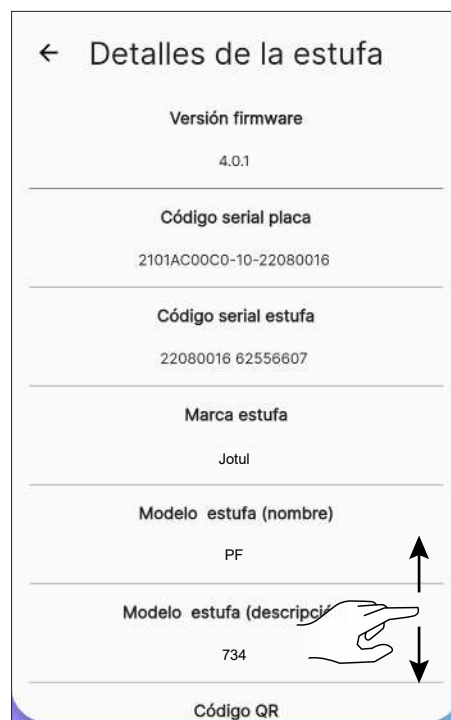 Detalles de la estufa
Versión firmware
4.0.1
Código serial placa
2101AC00C0-10-22080016
Código serial estufa
22080016 62556607
Marca estufa
Jotul
Modelo estufa (nombre)
PF
Modelo estufa (descripció
734
Código QR